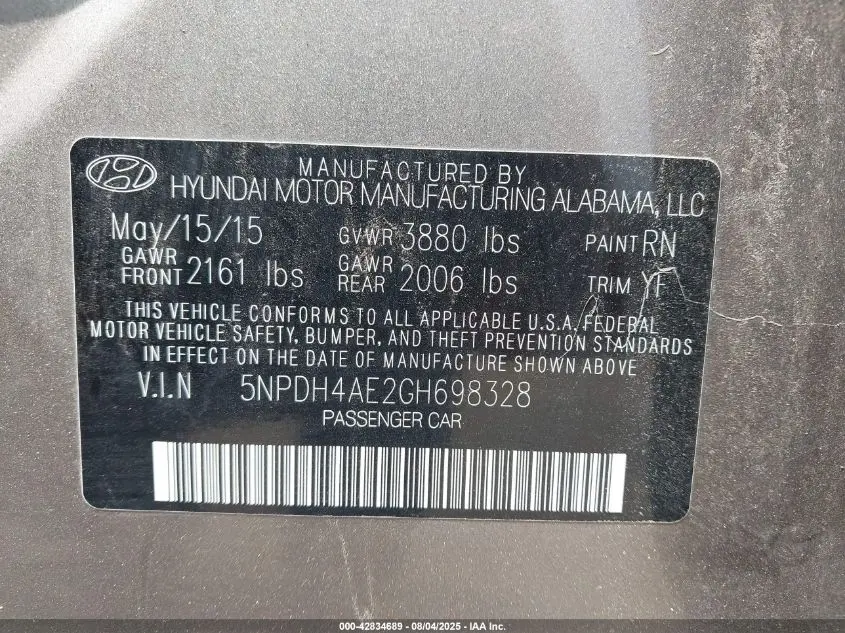 MANUFACTURED BY
HYUNDAI MOTOR MANUFACTURING ALABAMA, LLC
May/15/15 GVWR 3880 lbs PAINT RN
GAWR FRONT 2161 lbs GAWR REAR 2006 lbs TRIM YF
THIS VEHICLE CONFORMS TO ALL APPLICABLE U.S.A. FEDERAL
MOTOR VEHICLE SAFETY, BUMPER, AND THEFT PREVENTION STANDARDS
IN EFFECT ON THE DATE OF MANUFACTURE SHOWN ABOVE
V.I.N 5NPDH4AE2GH698328
PASSENGER CAR
000-42834689 - 08/04/2025 - IAA Inc.